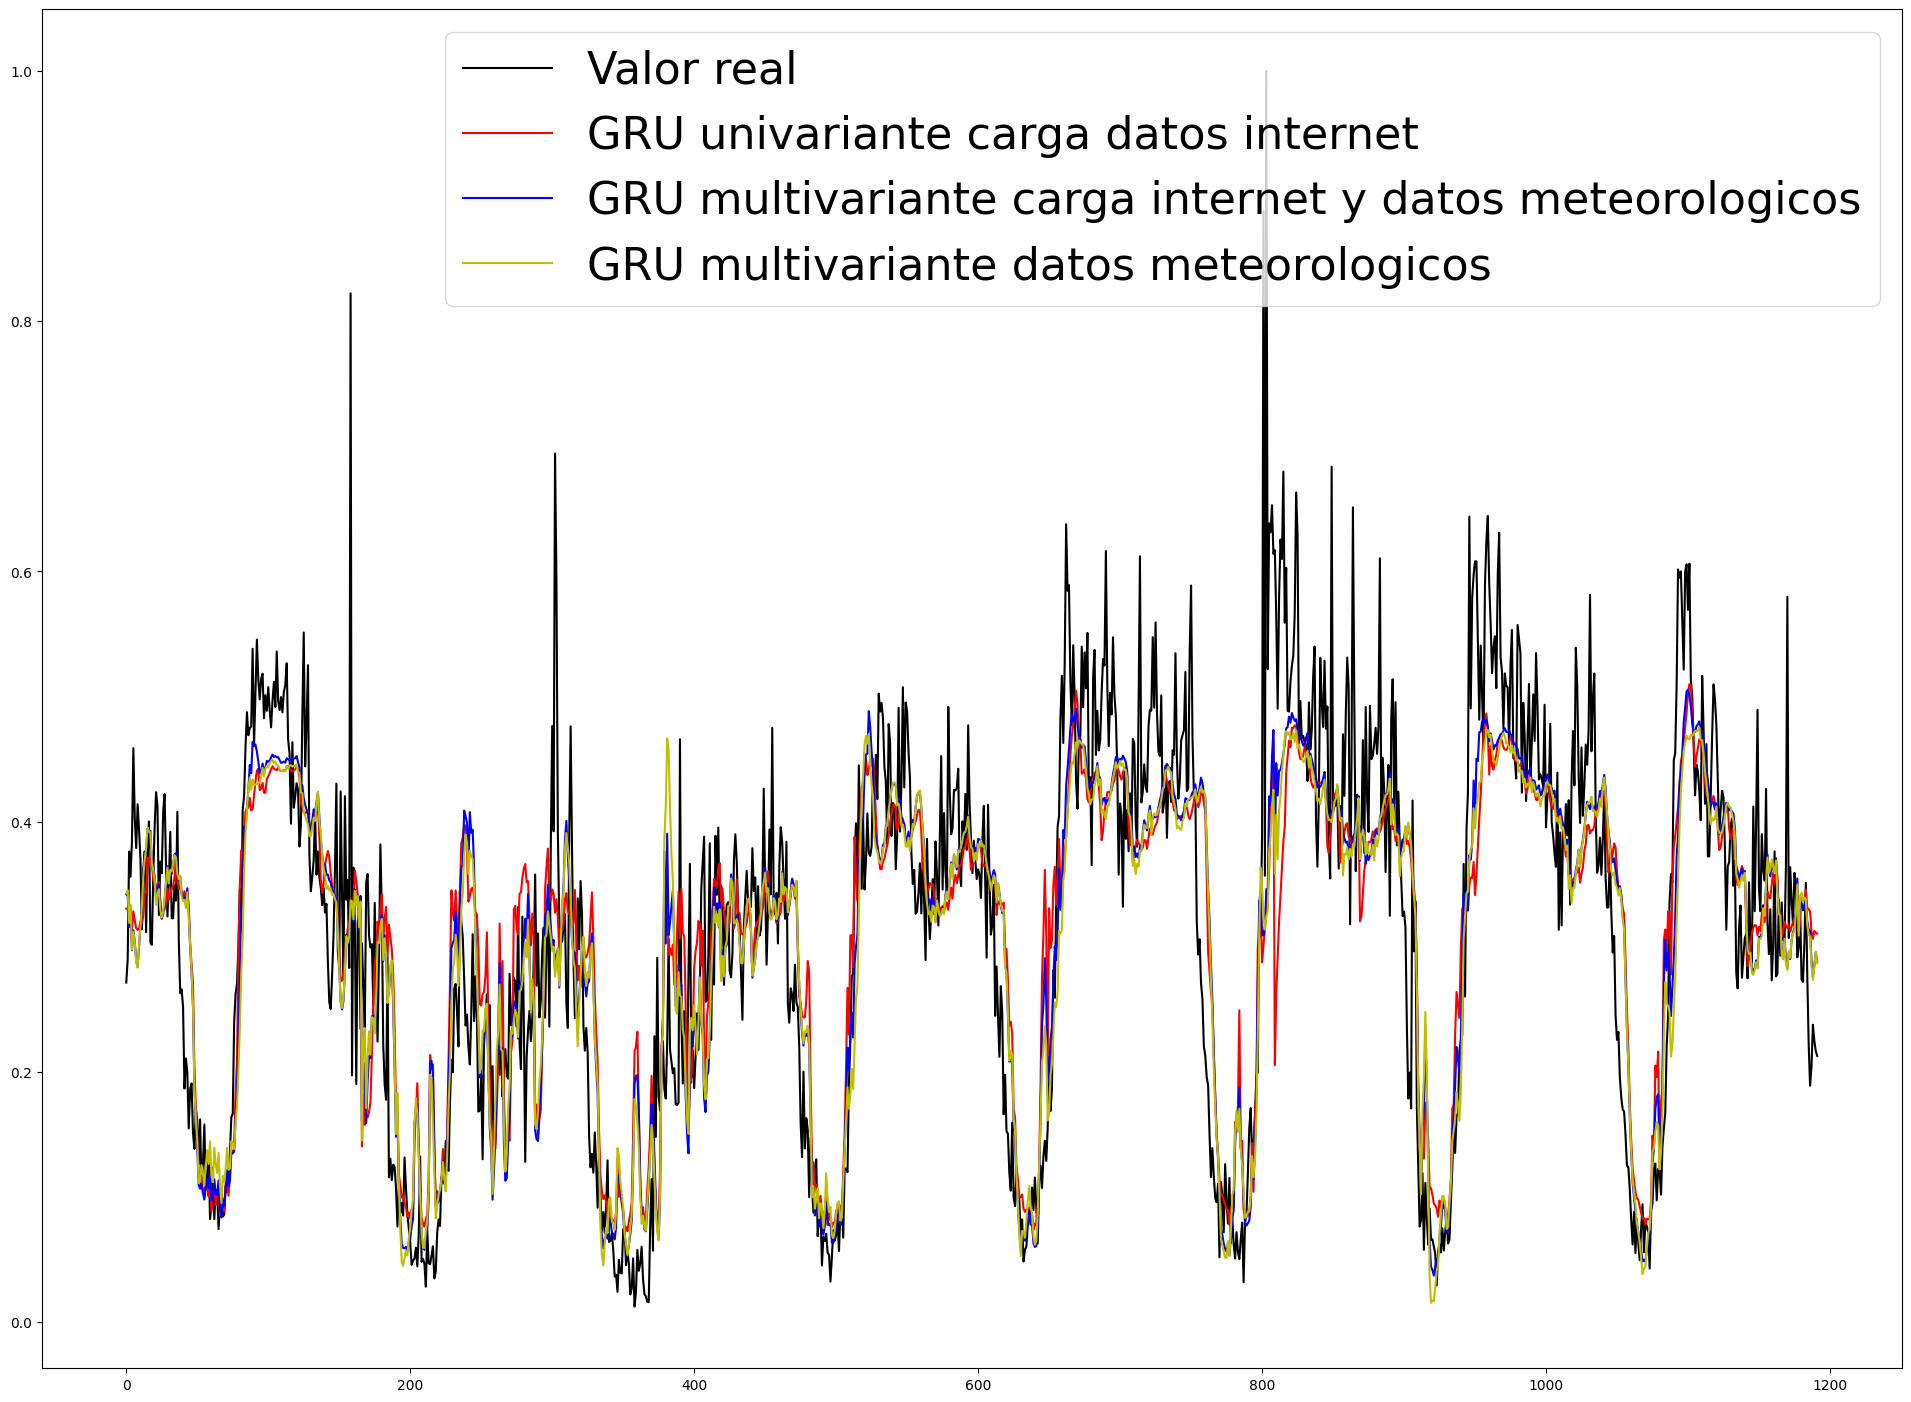 Valor real
GRU univariante carga datos internet
GRU multivariante carga internet y datos meteorologicos
GRU multivariante datos meteorologicos
1.0
0.8
0.6
0.4
0.2
0.0
0 200 400 600 800 1000 1200